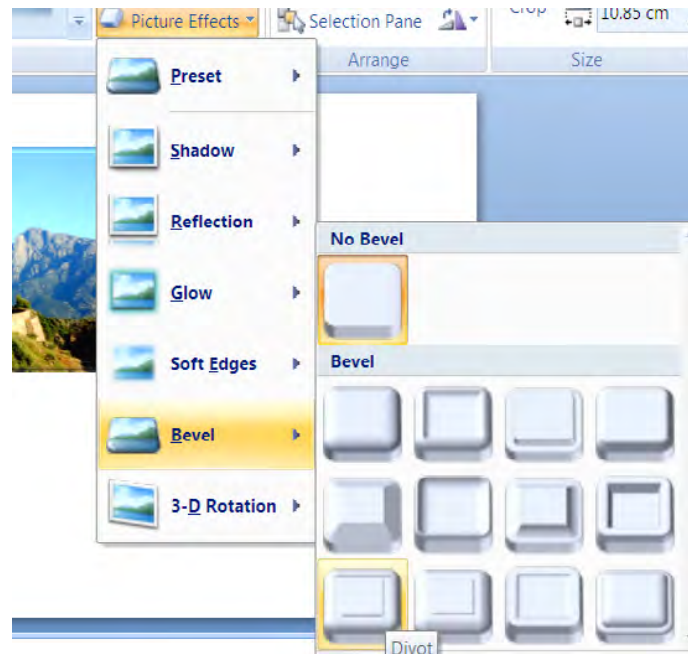 Picture Effects
Selection Pane
Crop
10.85 cm
Arrange
Size
Preset
Shadow
Reflection
Glow
Soft Edges
Bevel
3-D Rotation
No Bevel
Bevel
Divot